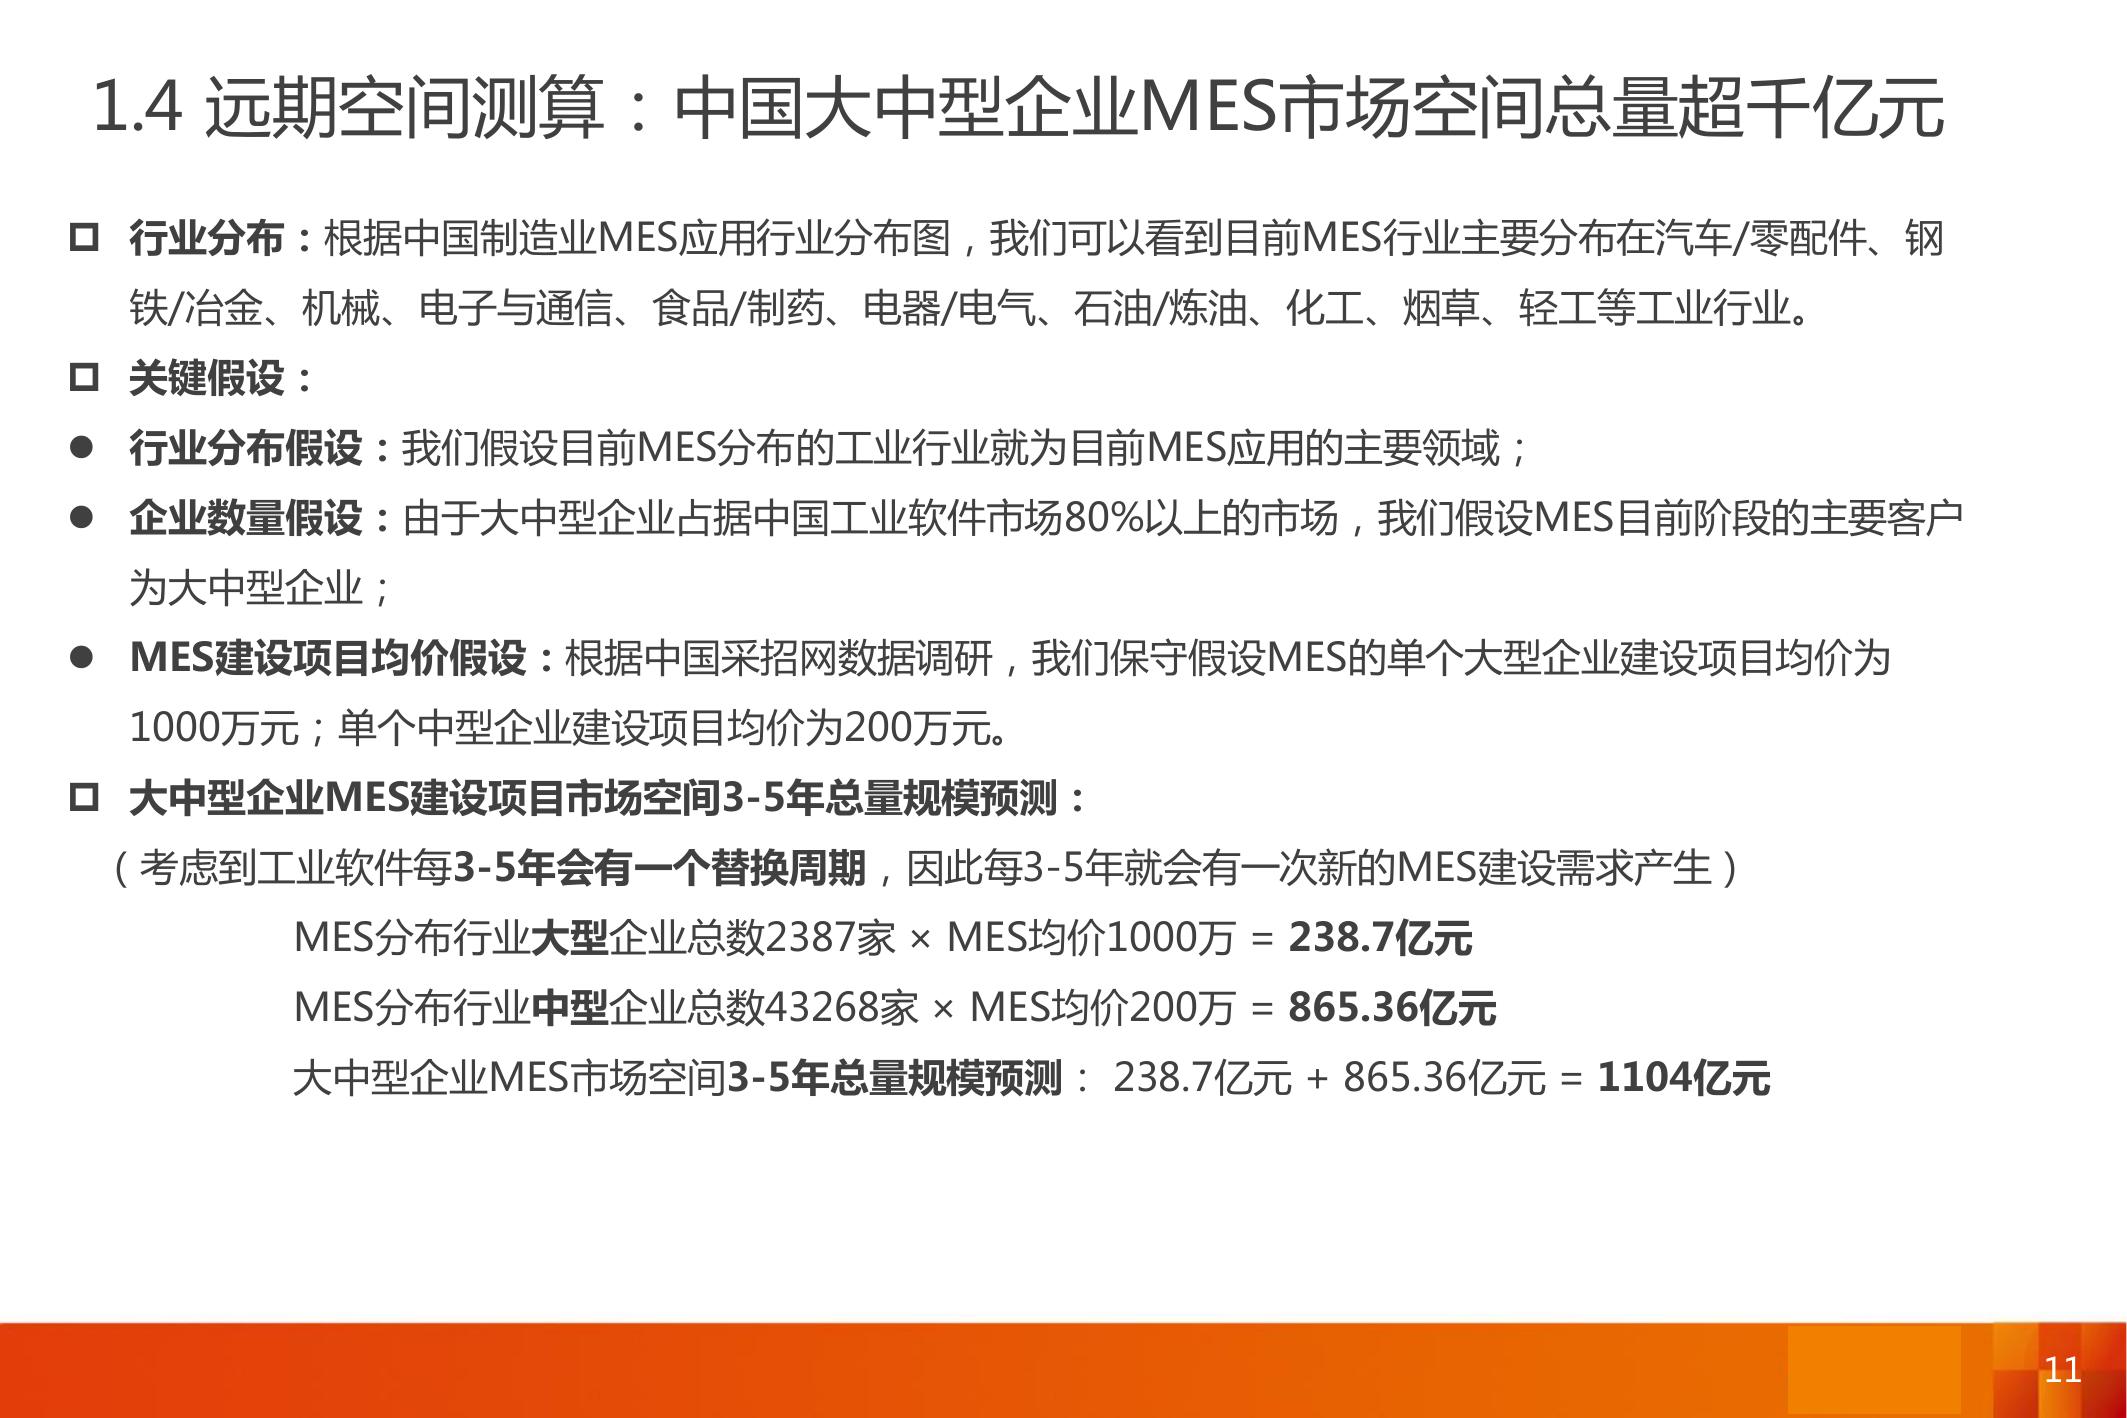 1.4 远期空间测算：中国大中型企业MES市场空间总量超千亿元
行业分布：根据中国制造业MES应用行业分布图，我们可以看到目前MES行业主要分布在汽车/零配件、钢
铁/冶金、机械、电子与通信、食品/制药、电器/电气、石油/炼油、化工、烟草、轻工等工业行业。
关键假设：
行业分布假设：我们假设目前MES分布的工业行业就为目前MES应用的主要领域；
企业数量假设：由于大中型企业占据中国工业软件市场80%以上的市场，我们假设MES目前阶段的主要客户
为大中型企业；
MES建设项目均价假设：根据中国采招网数据调研，我们保守假设MES的单个大型企业建设项目均价为
1000万元；单个中型企业建设项目均价为200万元。
大中型企业MES建设项目市场空间3-5年总量规模预测：
（考虑到工业软件每3-5年会有一个替换周期，因此每3-5年就会有一次新的MES建设需求产生）
MES分布行业大型企业总数2387家 × MES均价1000万 = 238.7亿元
MES分布行业中型企业总数43268家 × MES均价200万 = 865.36亿元
大中型企业MES市场空间3-5年总量规模预测： 238.7亿元 + 865.36亿元 = 1104亿元
11